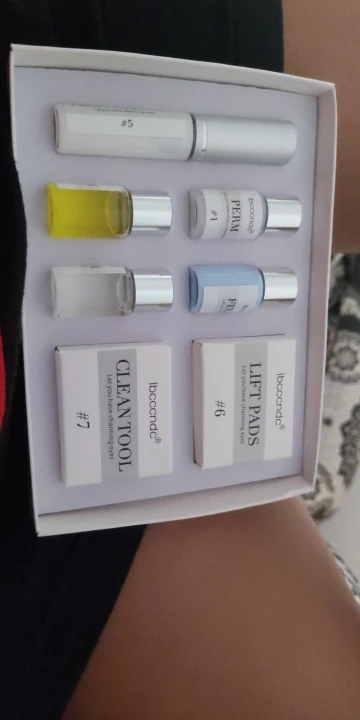 #5
ibcccndc®
PERM
#1
ibcccndc®
LIFT PADS
Let you have charming eyes
#6
ibcccndc®
CLEAN TOOL
Let you have charming eyes
#7